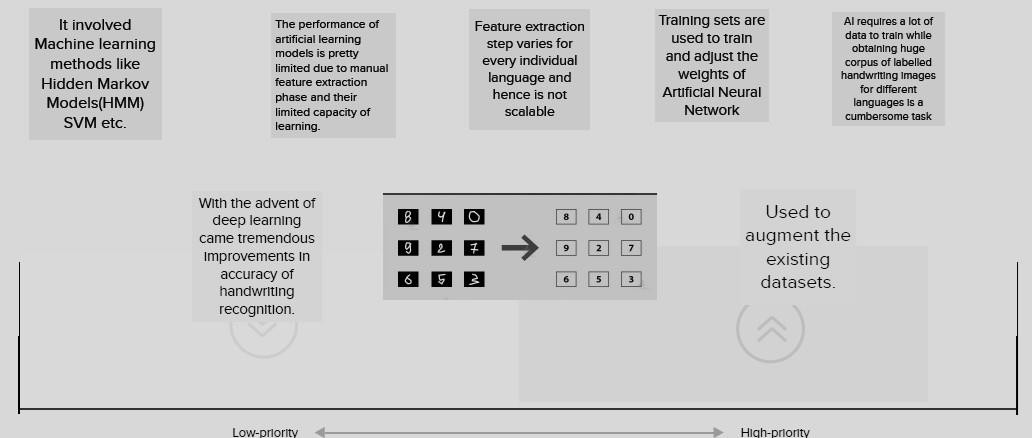 It involved
Machine learning
methods like
Hidden Markov
Models(HMM)
SVM etc.
The performance of
artificial learning
models is pretty
limited due to manual
feature extraction
phase and their
limited capacity of
learning.
Feature extraction
step varies for
every individual
language and
hence is not
scalable
Training sets are
used to train
and adjust the
weights of
Artificial Neural
Network
AI requires a lot of
data to train while
obtaining huge
corpus of labelled
handwriting images
for different
languages is a
cumbersome task
With the advent of
deep learning
came tremendous
improvements in
accuracy of
handwriting
recognition.
8 4 0
9 2 7
6 5 3
8 4 0
9 2 7
6 5 3
Used to
augment the
existing
datasets.
Low-priority
High-priority